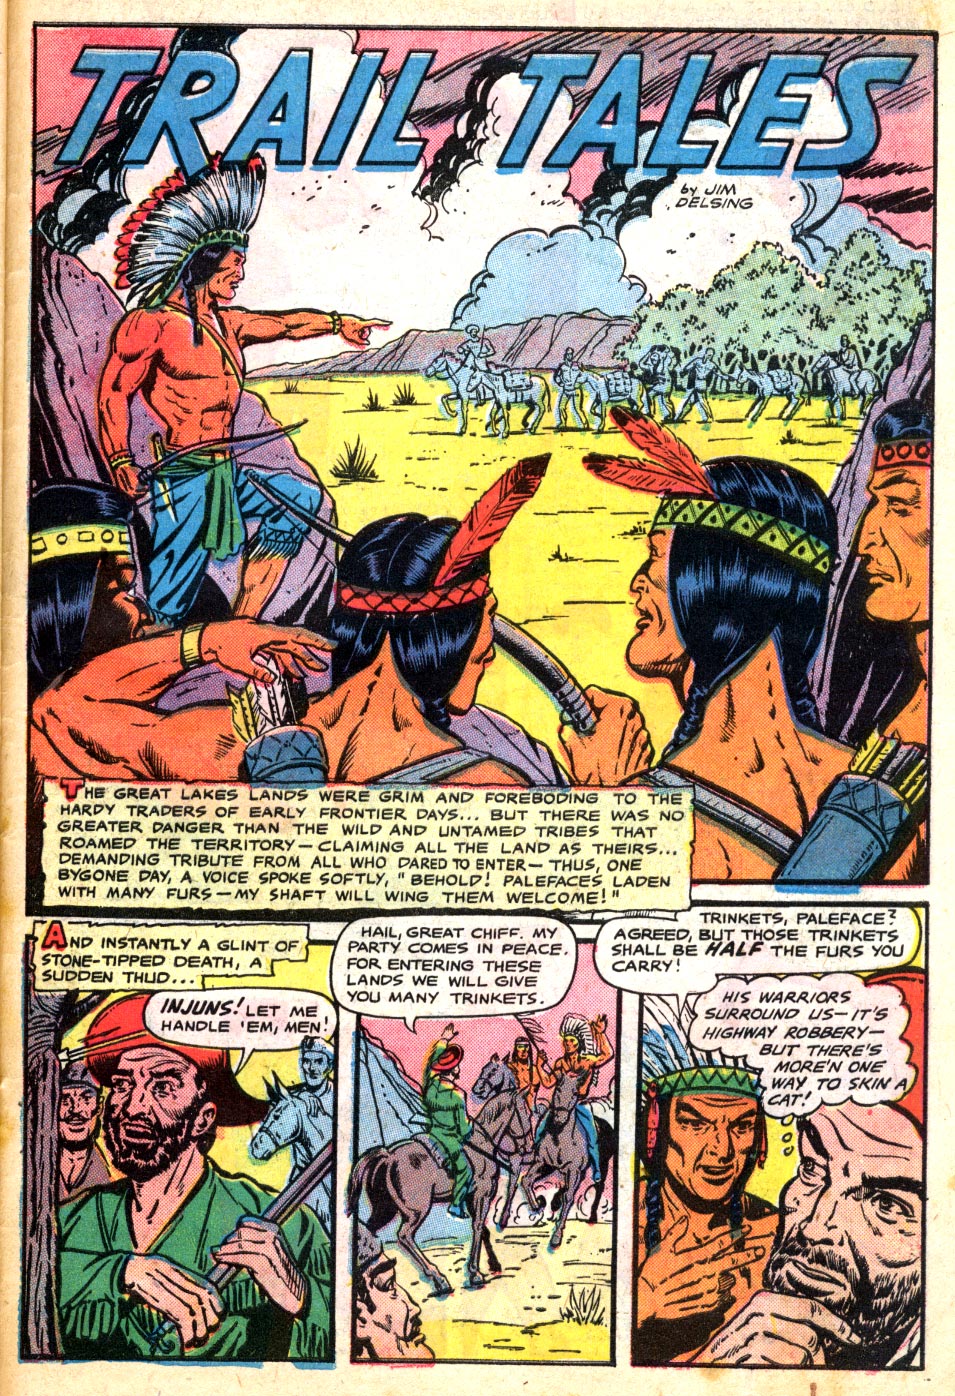 TRAIL TALES
by JIM
DELSING
THE GREAT LAKES LANDS WERE GRIM AND FOREBODING TO THE
HARDY TRADERS OF EARLY FRONTIER DAYS... BUT THERE WAS NO
GREATER DANGER THAN THE WILD AND UNTAMED TRIBES THAT
ROAMED THE TERRITORY—CLAIMING ALL THE LAND AS THEIRS...
DEMANDING TRIBUTE FROM ALL WHO DARED TO ENTER—THUS, ONE
BYGONE DAY, A VOICE SPOKE SOFTLY, "BEHOLD! PALEFACES LADEN
WITH MANY FURS—MY SHAFT WILL WING THEM WELCOME!"
AND INSTANTLY A GLINT OF
STONE-TIPPED DEATH, A
SUDDEN THUD...
INJUNS! LET ME
HANDLE 'EM, MEN!
HAIL, GREAT CHIFF. MY
PARTY COMES IN PEACE.
FOR ENTERING THESE
LANDS WE WILL GIVE
YOU MANY TRINKETS.
TRINKETS, PALEFACE?
AGREED, BUT THOSE TRINKETS
SHALL BE HALF THE FURS YOU
CARRY!
HIS WARRIORS
SURROUND US—IT'S
HIGHWAY ROBBERY—
BUT THERE'S
MORE'N ONE
WAY TO SKIN A
CAT!